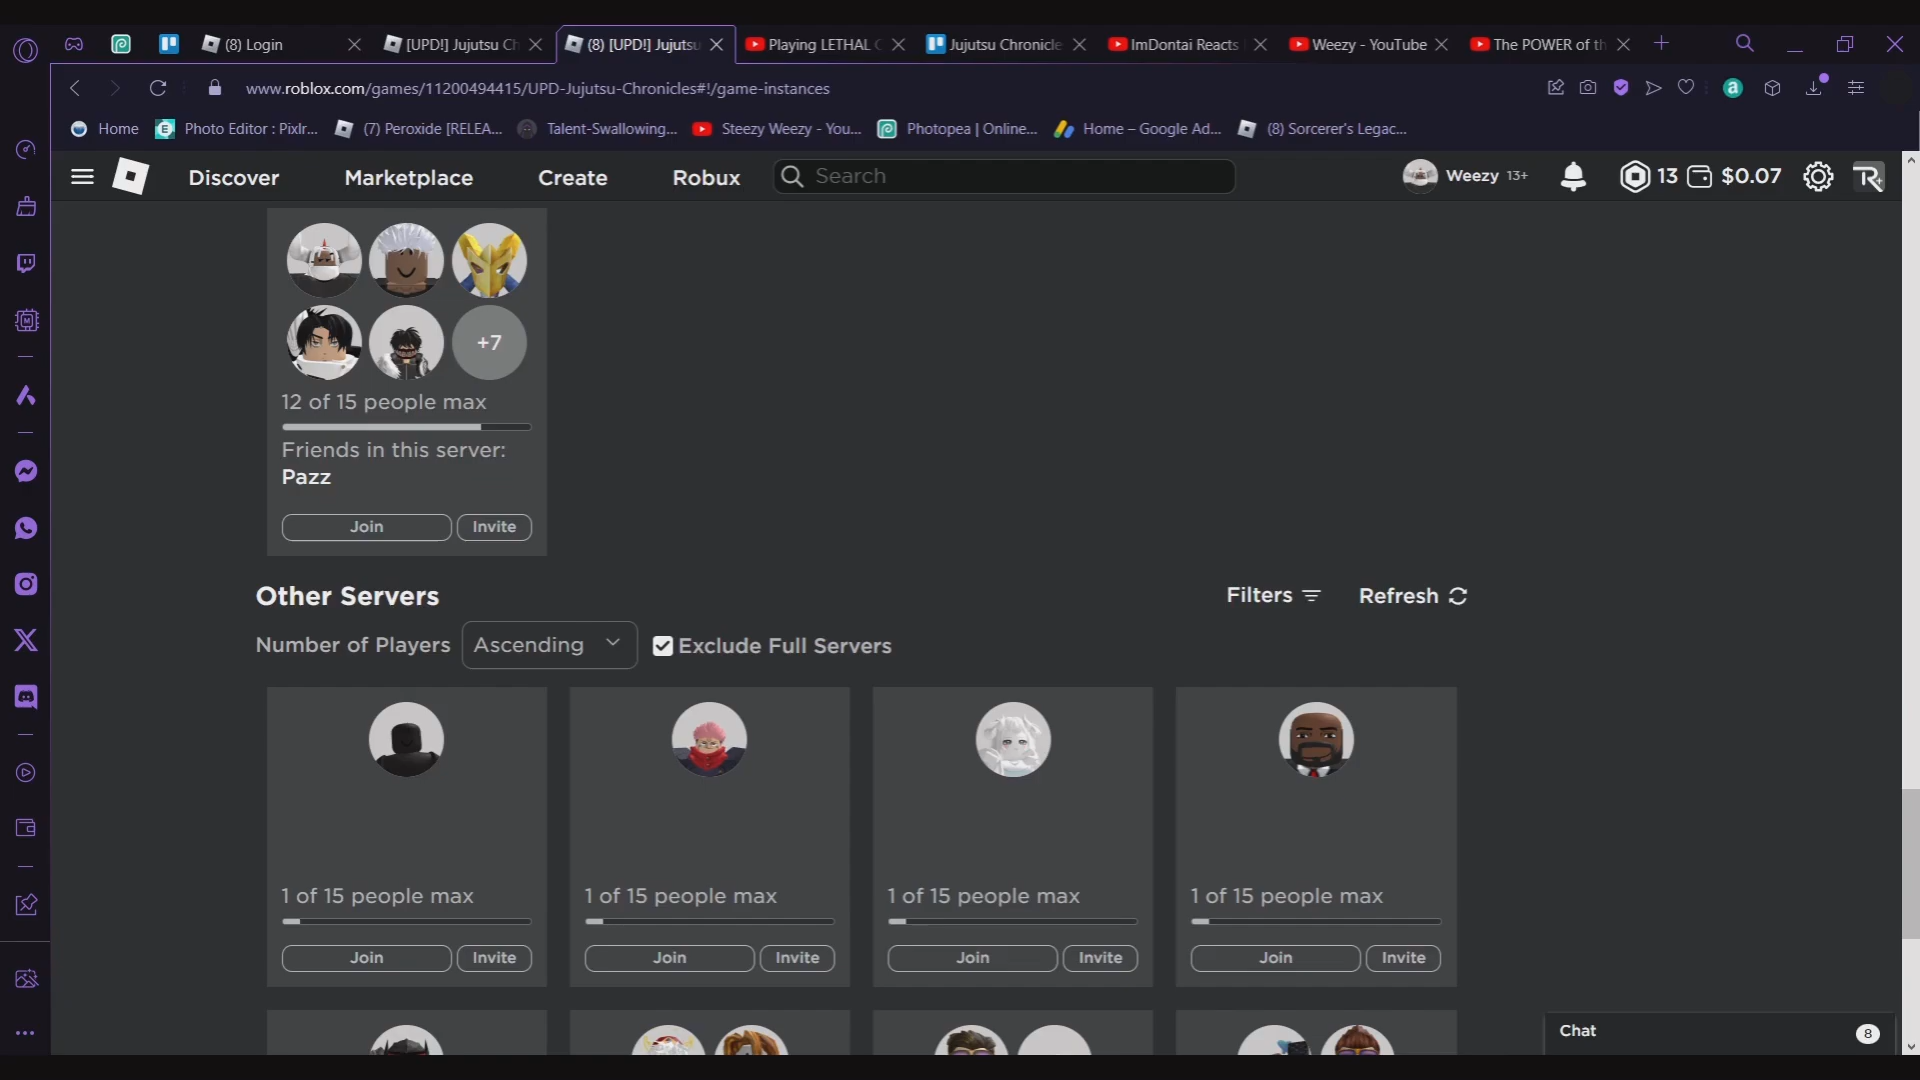 (8) Login
[UPD!] Jujutsu Ch
(8) [UPD!] Jujutsu
Playing LETHAL C
Jujutsu Chronicle
ImDontai Reacts
Weezy - YouTube
The POWER of th
www.roblox.com/games/11200494415/UPD-Jujutsu-Chronicles#!/game-instances
a
Home
Photo Editor : Pixlr...
(7) Peroxide [RELEA...
Talent-Swallowing...
Steezy Weezy - You...
Photopea | Online...
Home – Google Ad...
(8) Sorcerer's Legac...
Discover
Marketplace
Create
Robux
Search
Weezy 13+
13
$0.07
+7
12 of 15 people max
Friends in this server:
Pazz
Join
Invite
Other Servers
Filters
Refresh
Number of Players
Ascending
Exclude Full Servers
1 of 15 people max
1 of 15 people max
1 of 15 people max
1 of 15 people max
Join
Invite
Join
Invite
Join
Invite
Join
Invite
Chat
8